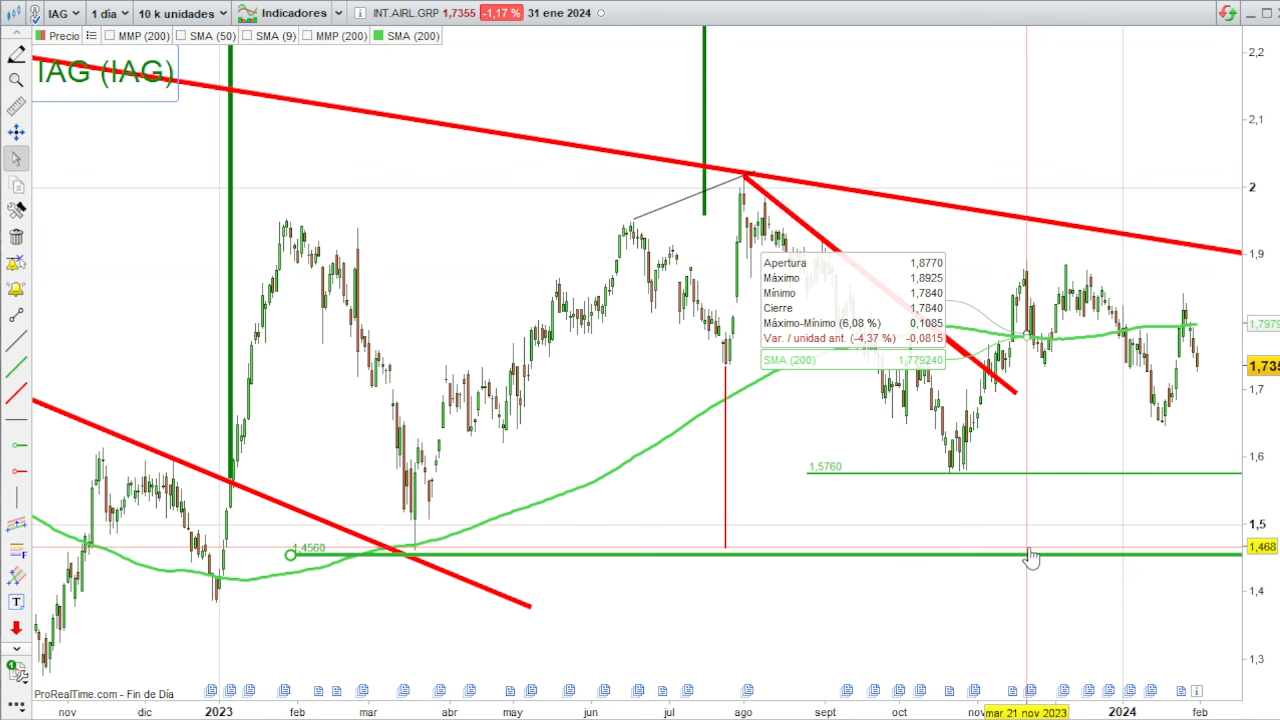 IAG 1 día 10 k unidades Indicadores INT.AIRL.GRP 1,7355 -1,17 % 31 ene 2024
Precio MMP (200) SMA (50) SMA (9) MMP (200) SMA (200)
IAG (IAG)
2,2
2,1
2
1,9
Apertura 1,8770
Máximo 1,8925
Mínimo 1,7840
Cierre 1,7840
Máximo-Mínimo (6,08 %) 0,1085
Var. / unidad ant. (-4,37 %) -0,0815
SMA (200) 1,779240
1,7979
1,735
1,7
1,5760
1,6
1,5
1,4560
1,468
1,4
1,3
ProRealTime.com - Fin de Día
nov dic 2023 feb mar abr may jun jul ago sept oct nov mar 21 nov 2023 2024 feb